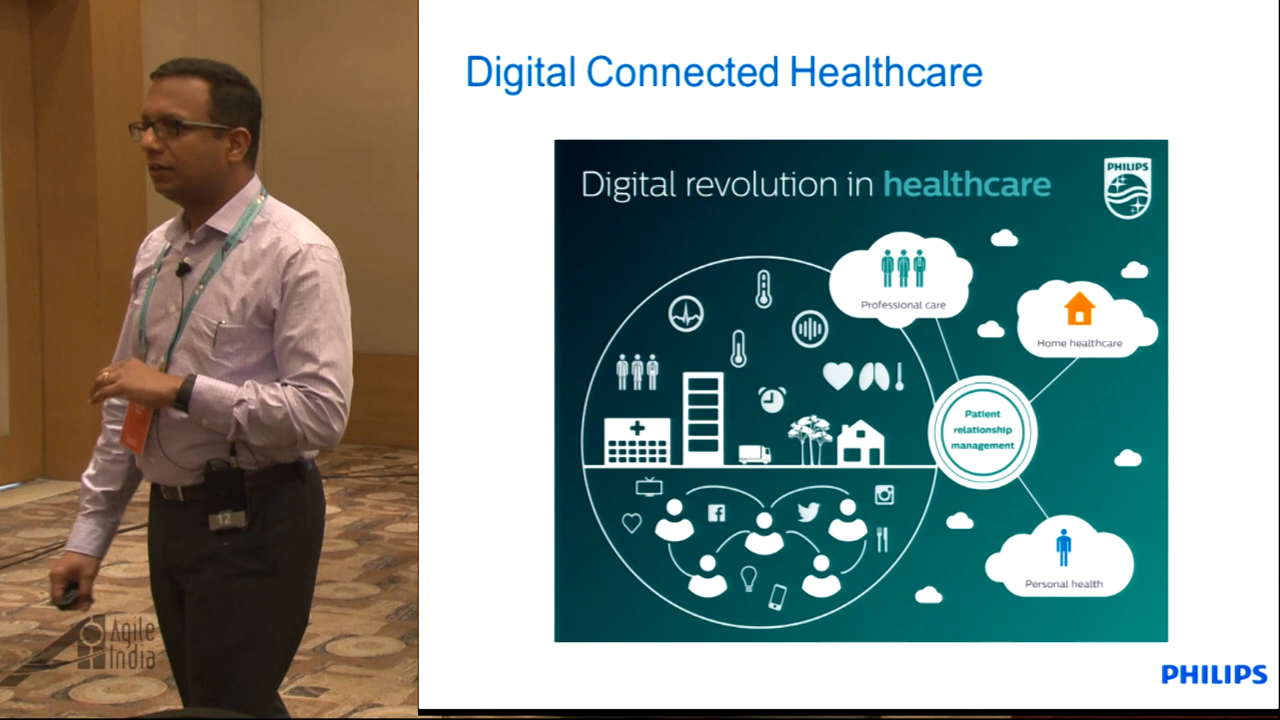 Digital Connected Healthcare
Digital revolution in healthcare
PHILIPS
Professional care
Home healthcare
Patient
relationship
management
Personal health
12
Agile
India
PHILIPS